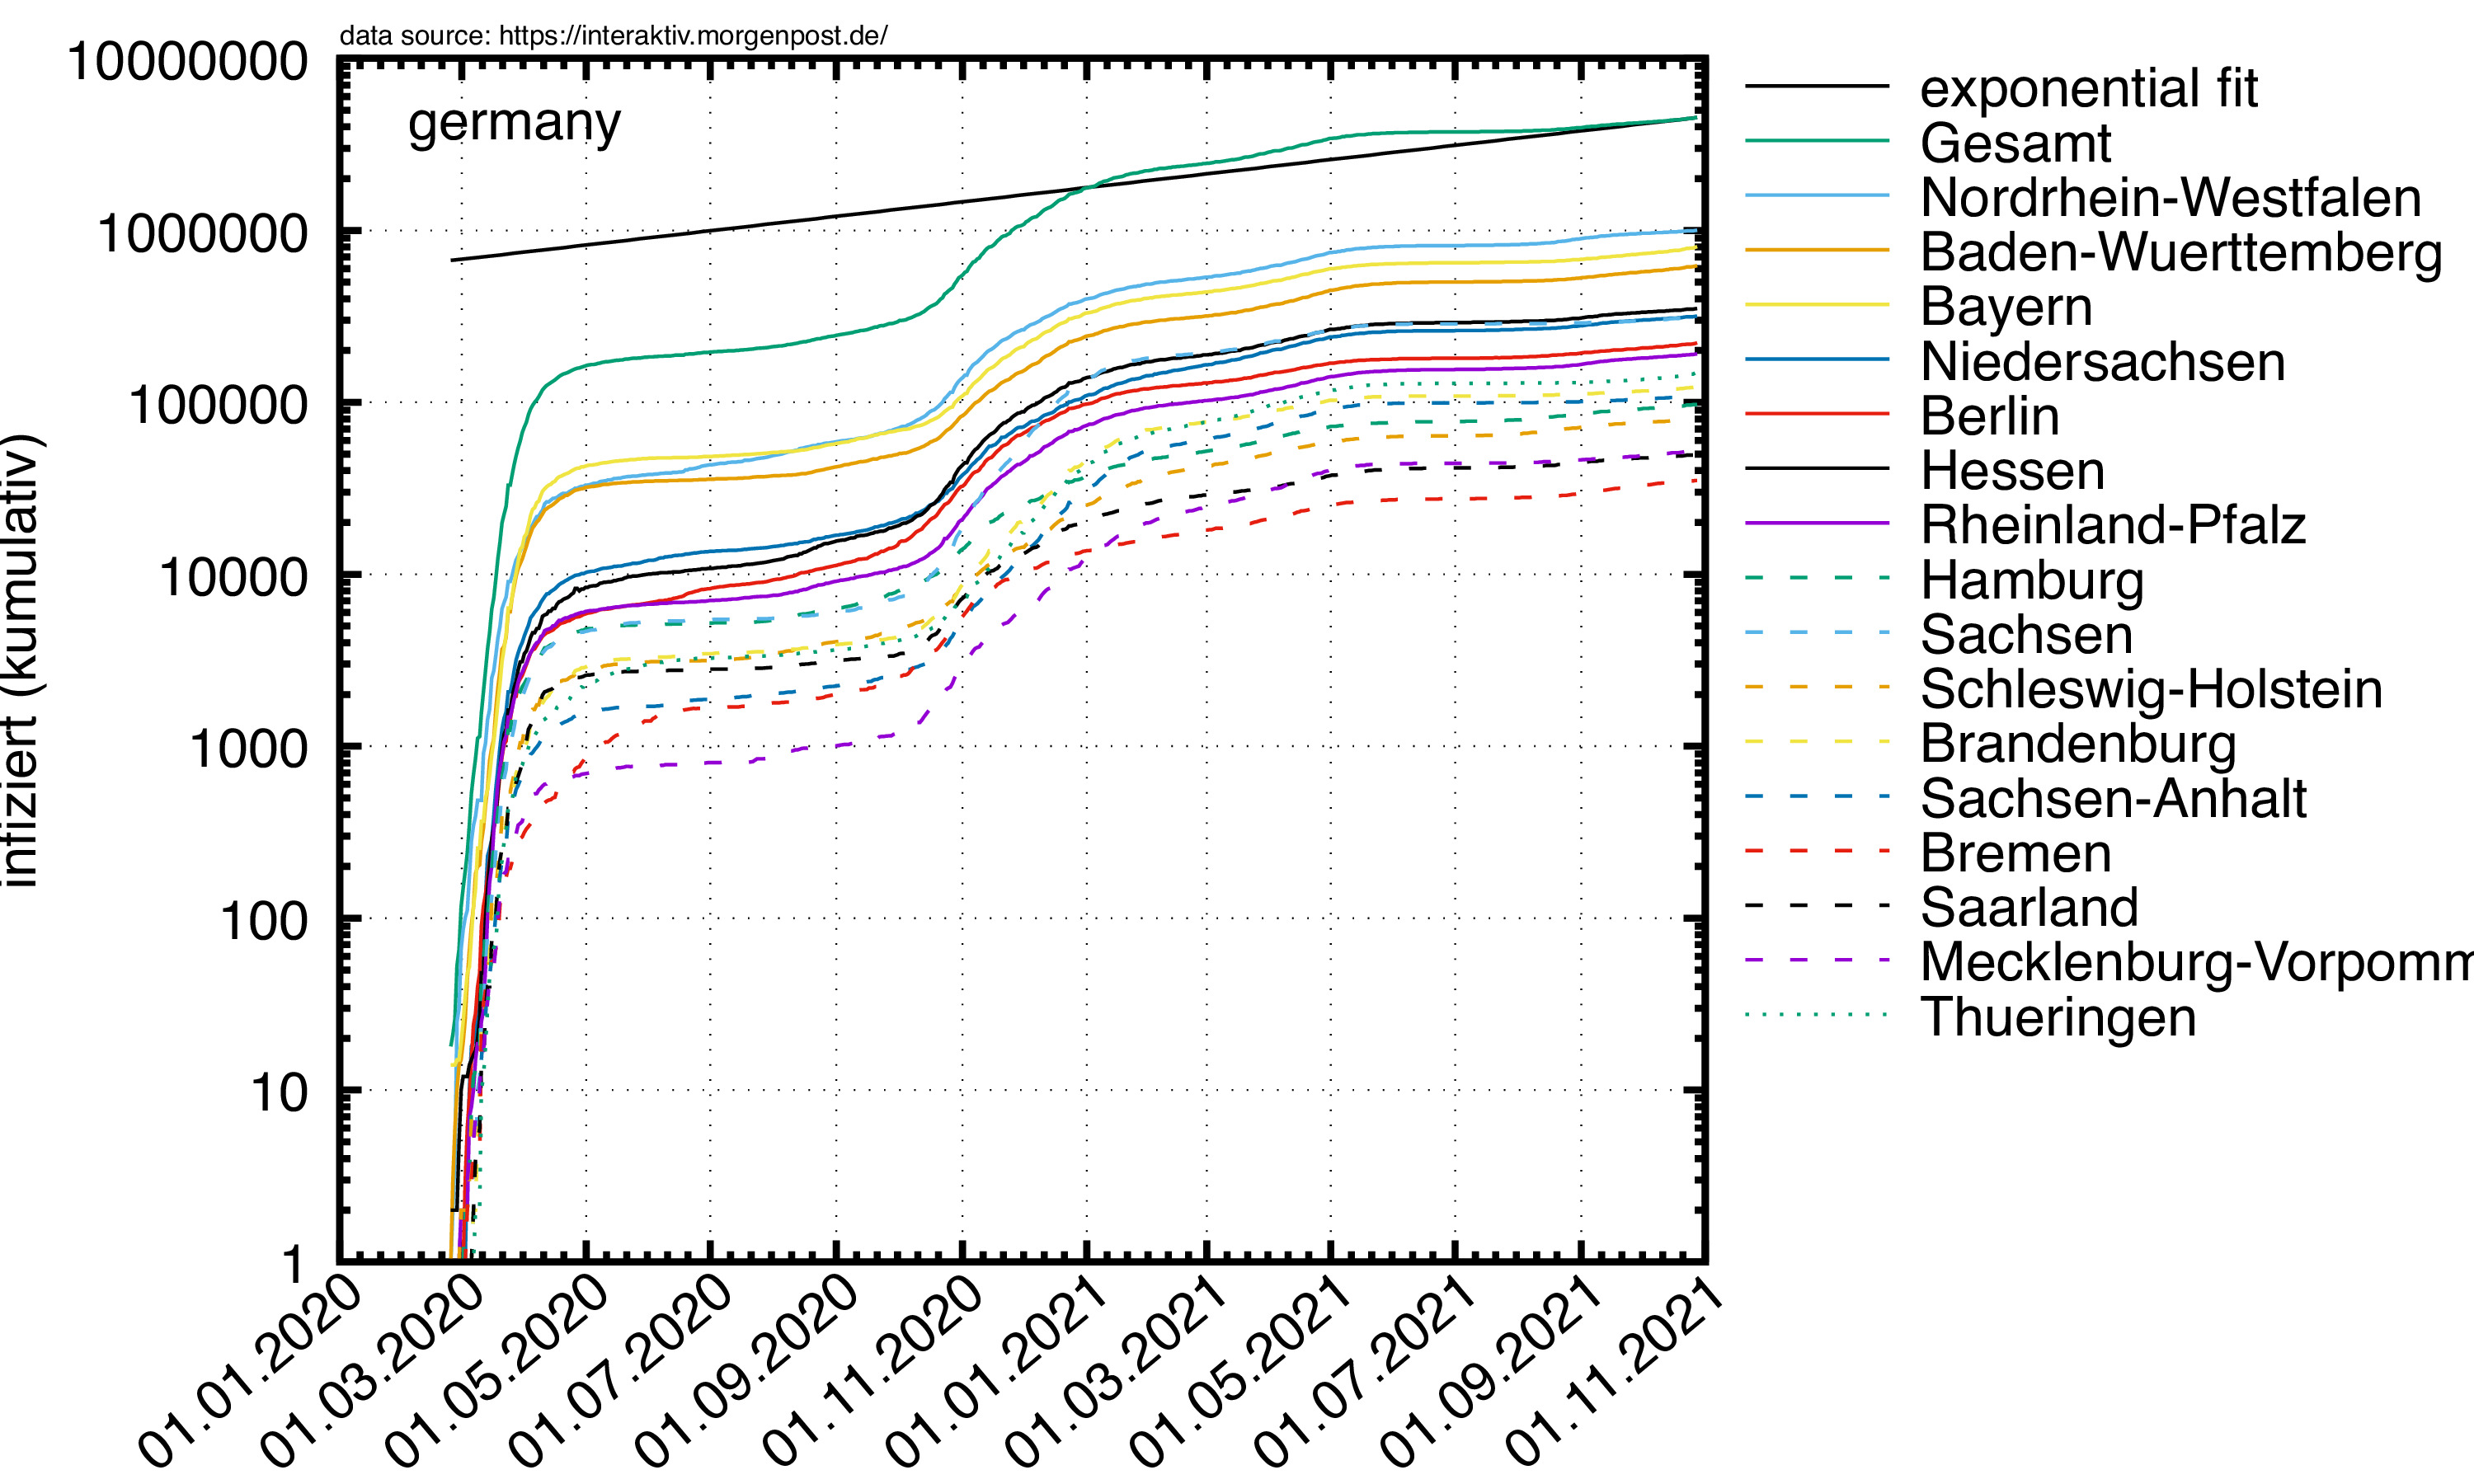 data source: https://interaktiv.morgenpost.de/
germany
infiziert (kumulativ)
10000000
1000000
100000
10000
1000
100
10
1
01.01.2020
01.03.2020
01.05.2020
01.07.2020
01.09.2020
01.11.2020
01.01.2021
01.03.2021
01.05.2021
01.07.2021
01.09.2021
01.11.2021
exponential fit
Gesamt
Nordrhein-Westfalen
Baden-Wuerttemberg
Bayern
Niedersachsen
Berlin
Hessen
Rheinland-Pfalz
Hamburg
Sachsen
Schleswig-Holstein
Brandenburg
Sachsen-Anhalt
Bremen
Saarland
Mecklenburg-Vorpomm
Thueringen